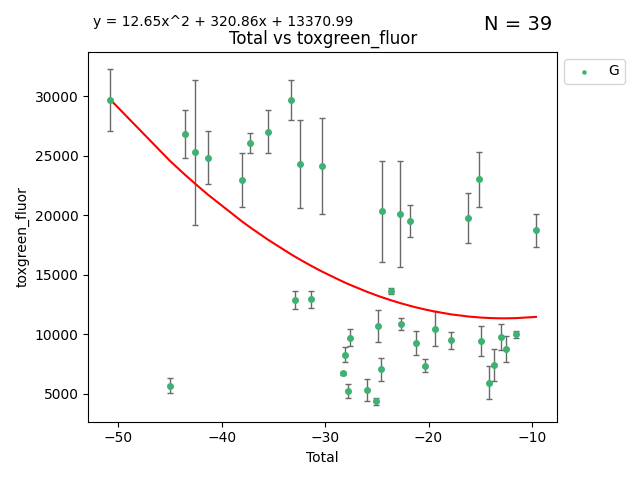 y = 12.65x^2 + 320.86x + 13370.99
N = 39
Total vs toxgreen_fluor
G
30000
25000
20000
15000
10000
5000
toxgreen_fluor
−50
−40
−30
−20
−10
Total